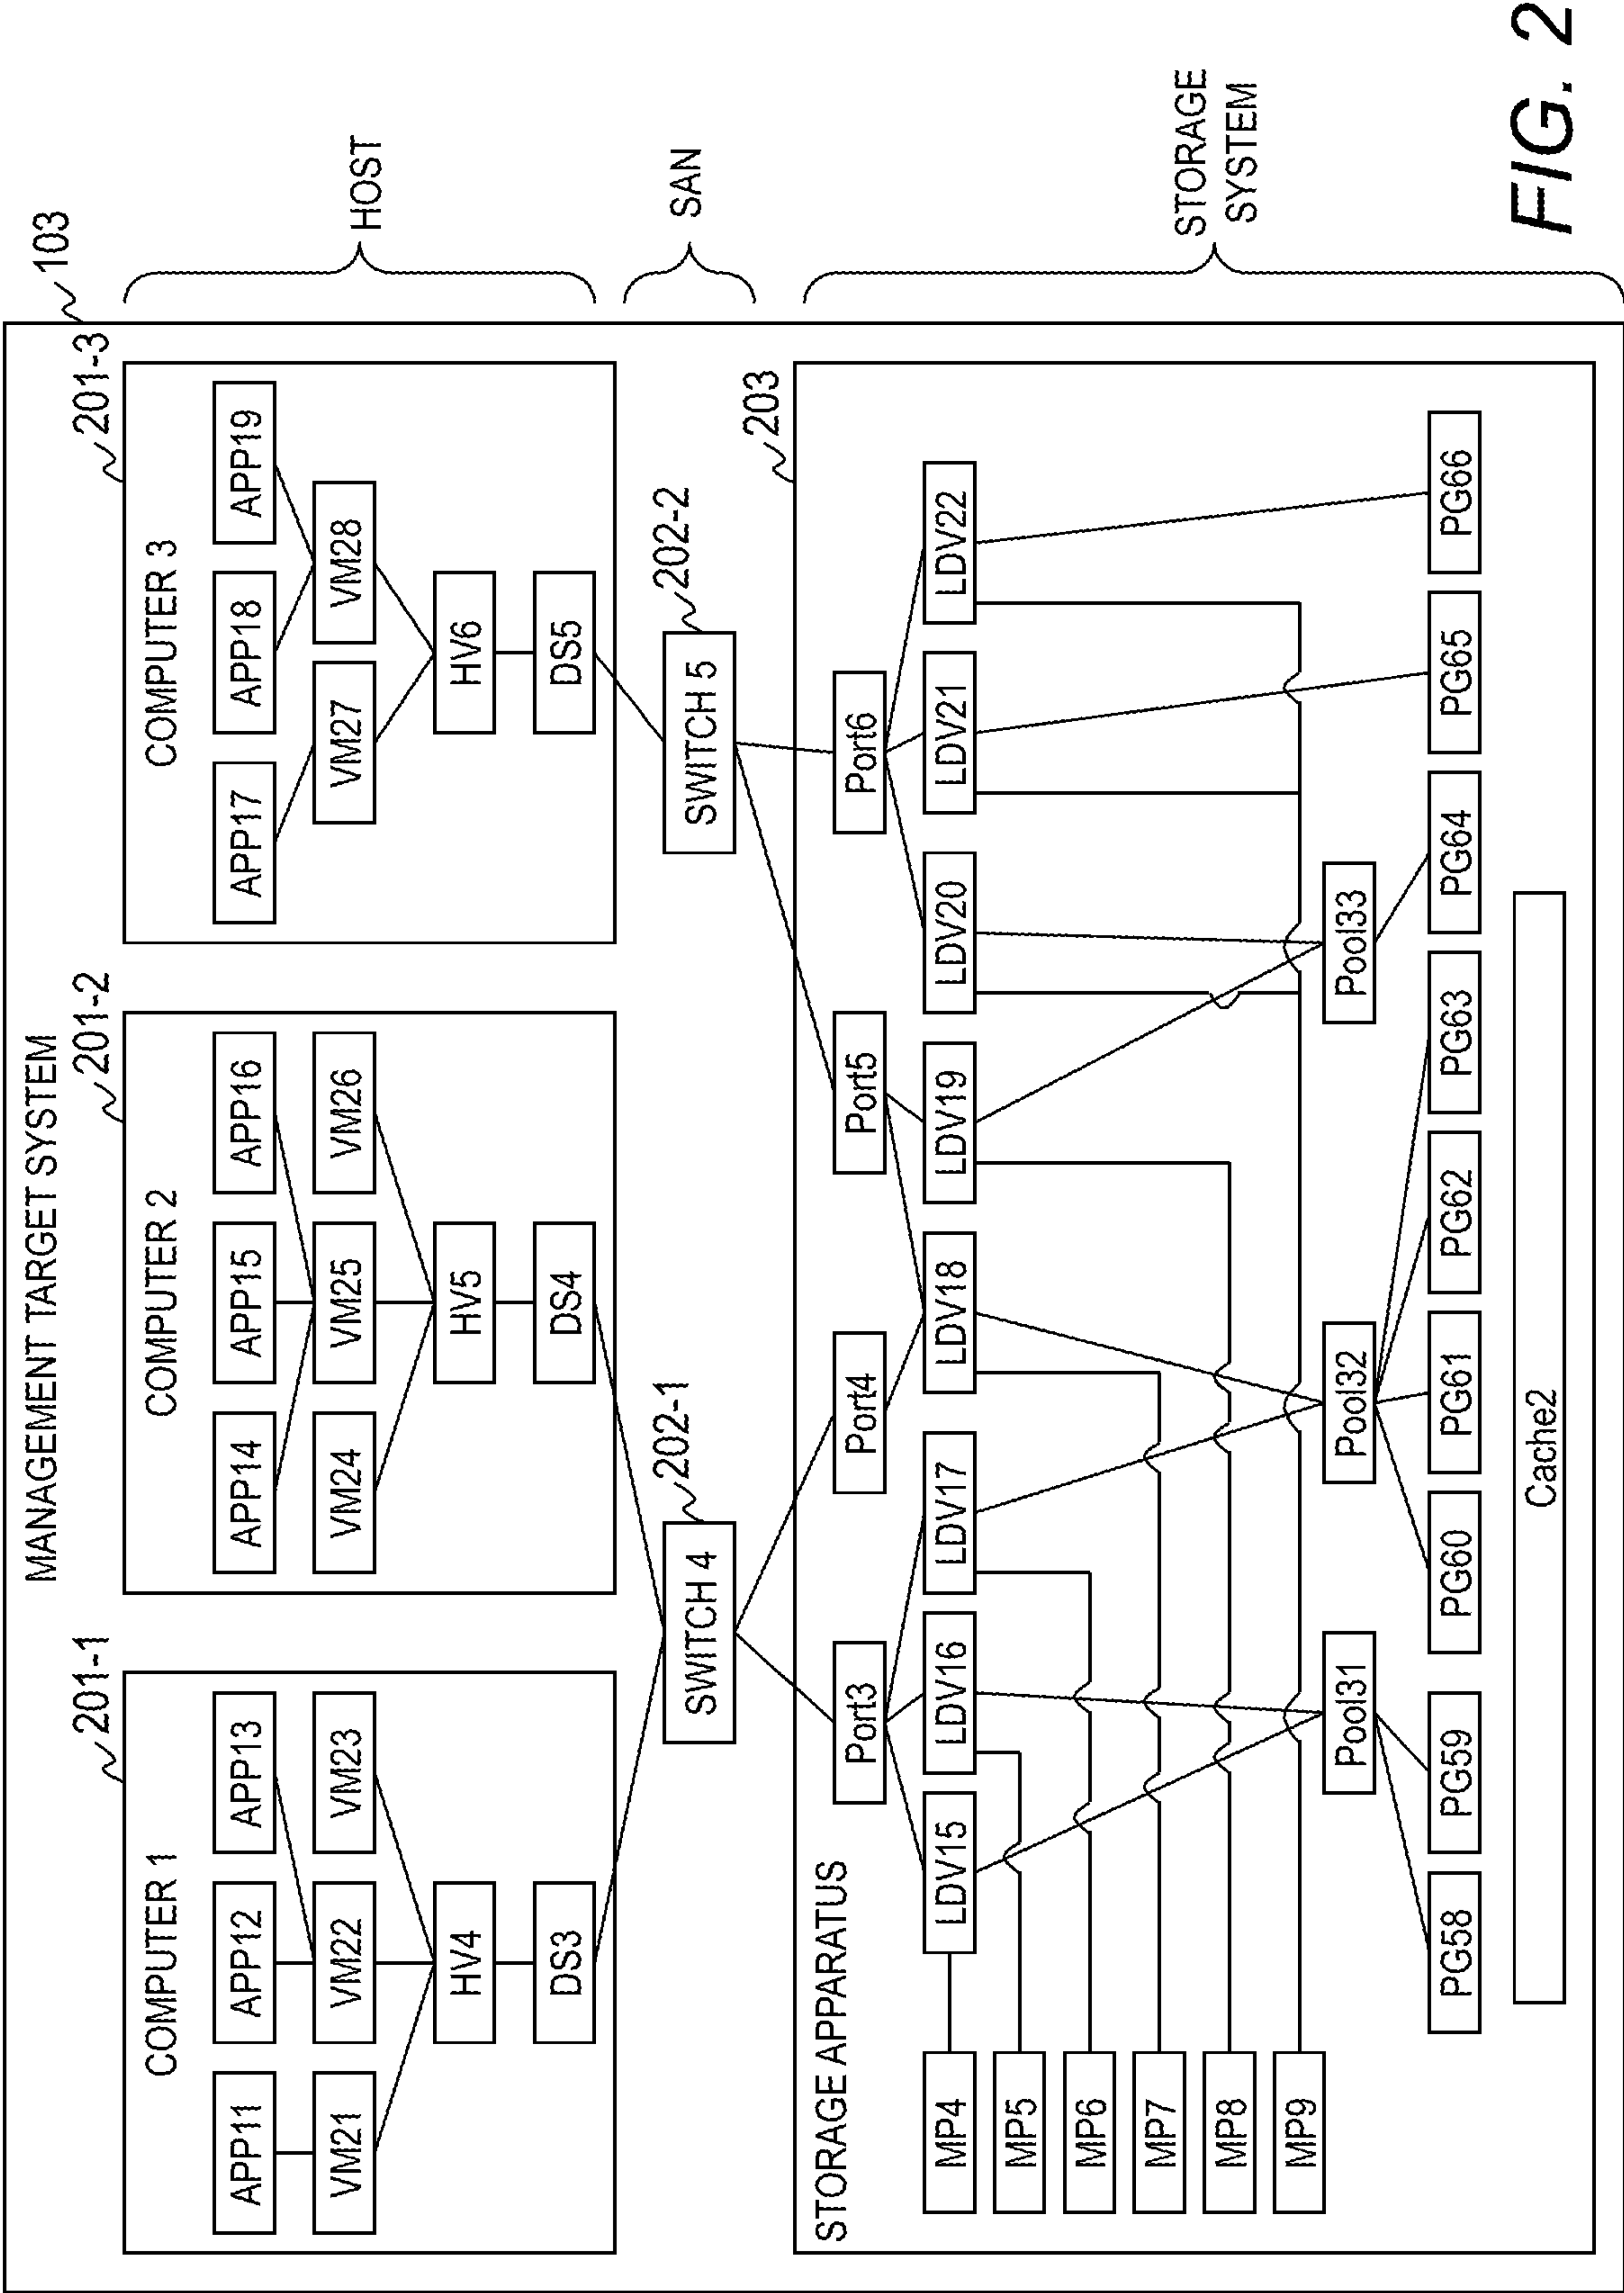 MANAGEMENT TARGET SYSTEM
103
201-1
201-2
201-3
COMPUTER 1
COMPUTER 2
COMPUTER 3
HOST
APP11
APP12
APP13
APP14
APP15
APP16
APP17
APP18
APP19
VM21
VM22
VM23
VM24
VM25
VM26
VM27
VM28
HV4
HV5
HV6
DS3
DS4
DS5
202-1
202-2
SWITCH 4
SWITCH 5
SAN
203
STORAGE APPARATUS
STORAGE
SYSTEM
Port3
Port4
Port5
Port6
MP4
LDV15
LDV16
LDV17
LDV18
LDV19
LDV20
LDV21
LDV22
MP5
MP6
MP7
MP8
MP9
Pool31
Pool32
Pool33
PG58
PG59
PG60
PG61
PG62
PG63
PG64
PG65
PG66
Cache2
FIG. 2